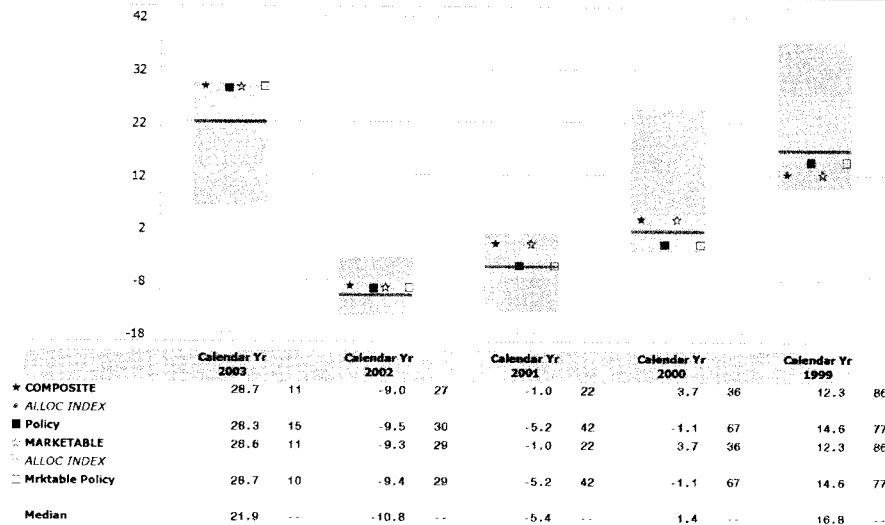 42
32
22
12
2
-8
-18
Calendar Yr 2003 Calendar Yr 2002 Calendar Yr 2001 Calendar Yr 2000 Calendar Yr 1999
★ COMPOSITE 28.7 11 -9.0 27 -1.0 22 3.7 36 12.3 86
ALLOC INDEX
■ Policy 28.3 15 -9.5 30 -5.2 42 -1.1 67 14.6 77
☆ MARKETABLE 28.6 11 -9.3 29 -1.0 22 3.7 36 12.3 86
ALLOC INDEX
□ Mrktable Policy 28.7 10 -9.4 29 -5.2 42 -1.1 67 14.6 77
Median 21.9 -- -10.8 -- -5.4 -- 1.4 -- 16.8 --